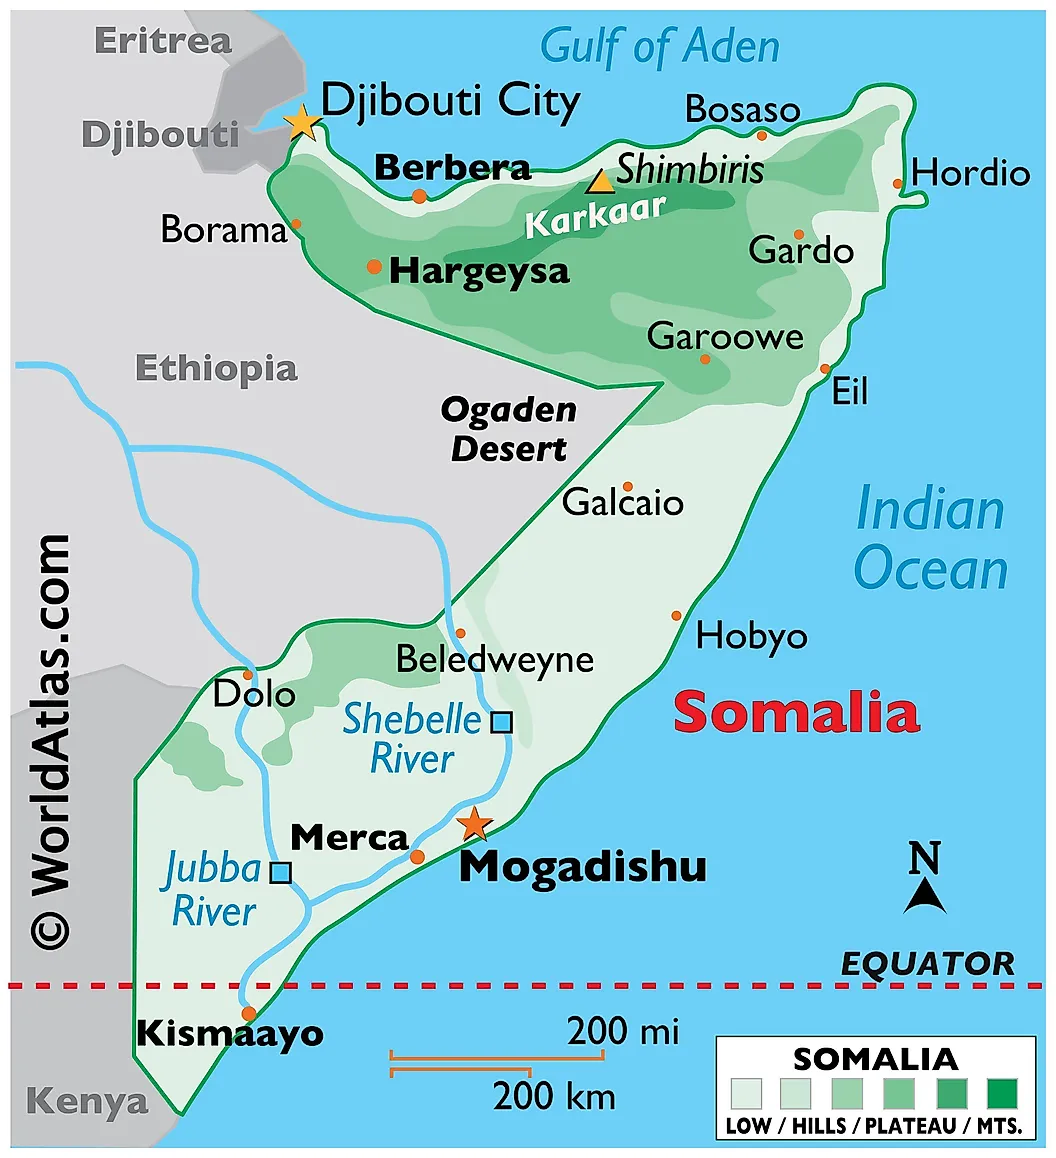 Eritrea
Gulf of Aden
Djibouti City
Bosaso
Djibouti
Berbera
Shimbiris
Hordio
Karkaar
Borama
Gardo
Hargeysa
Garoowe
Ethiopia
Eil
Ogaden
Desert
Galcaio
Indian
Ocean
© WorldAtlas.com
Hobyo
Beledweyne
Dolo
Shebelle
River
Somalia
Merca
Jubba
River
Mogadishu
N
EQUATOR
Kismaayo
200 mi
200 km
Kenya
SOMALIA
LOW / HILLS / PLATEAU / MTS.